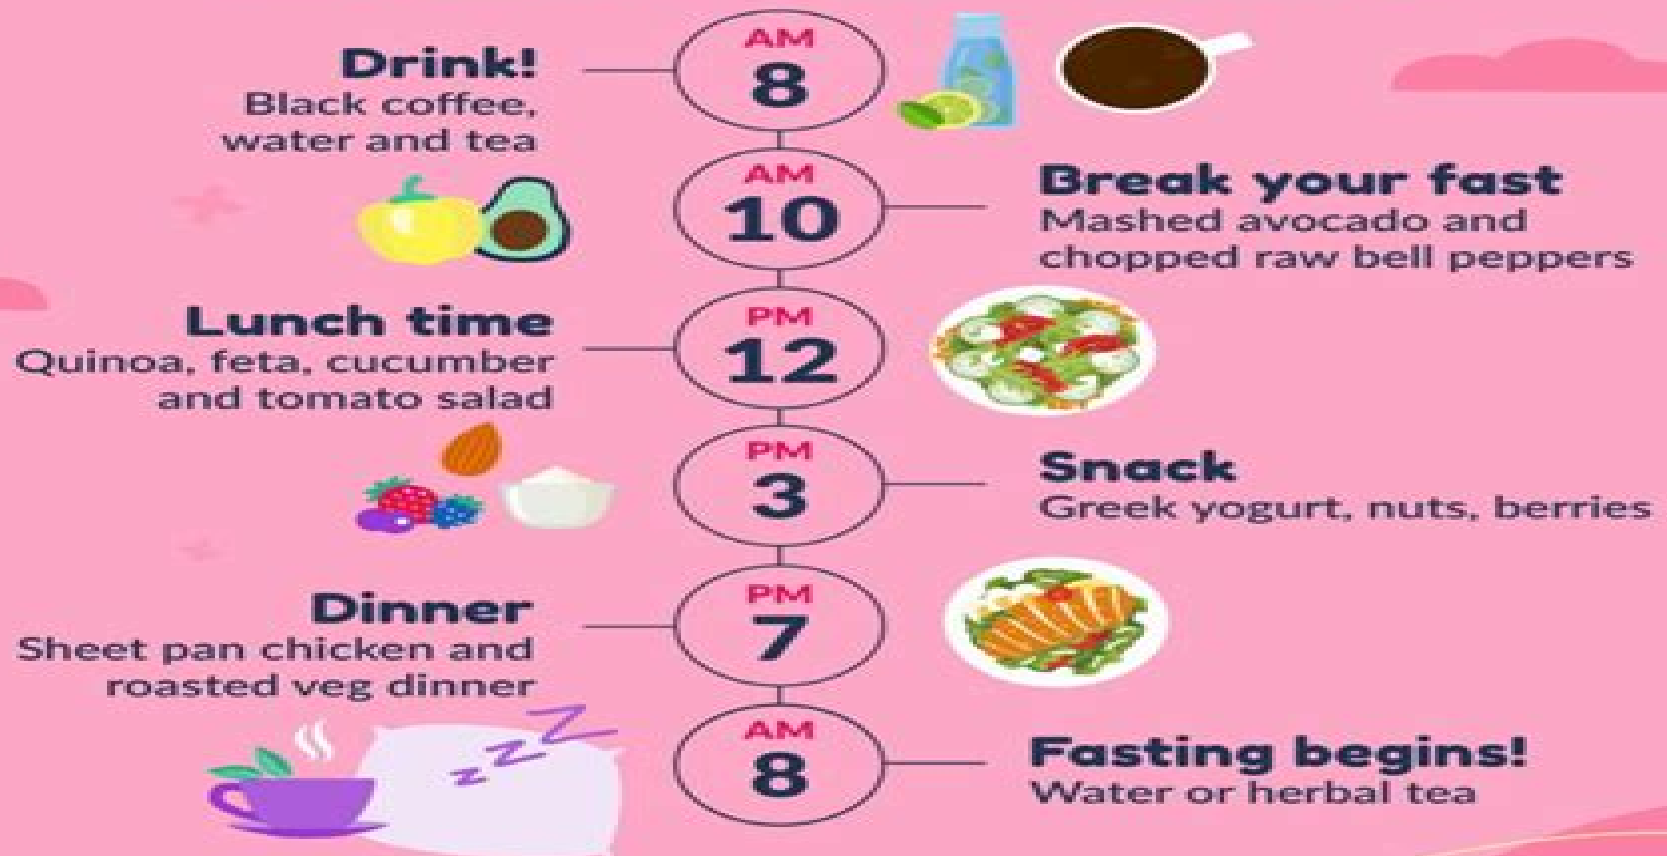 AM
8
Drink!
Black coffee,
water and tea
AM
10
Break your fast
Mashed avocado and
chopped raw bell peppers
PM
12
Lunch time
Quinoa, feta, cucumber
and tomato salad
PM
3
Snack
Greek yogurt, nuts, berries
PM
7
Dinner
Sheet pan chicken and
roasted veg dinner
z z Z
AM
8
Fasting begins!
Water or herbal tea